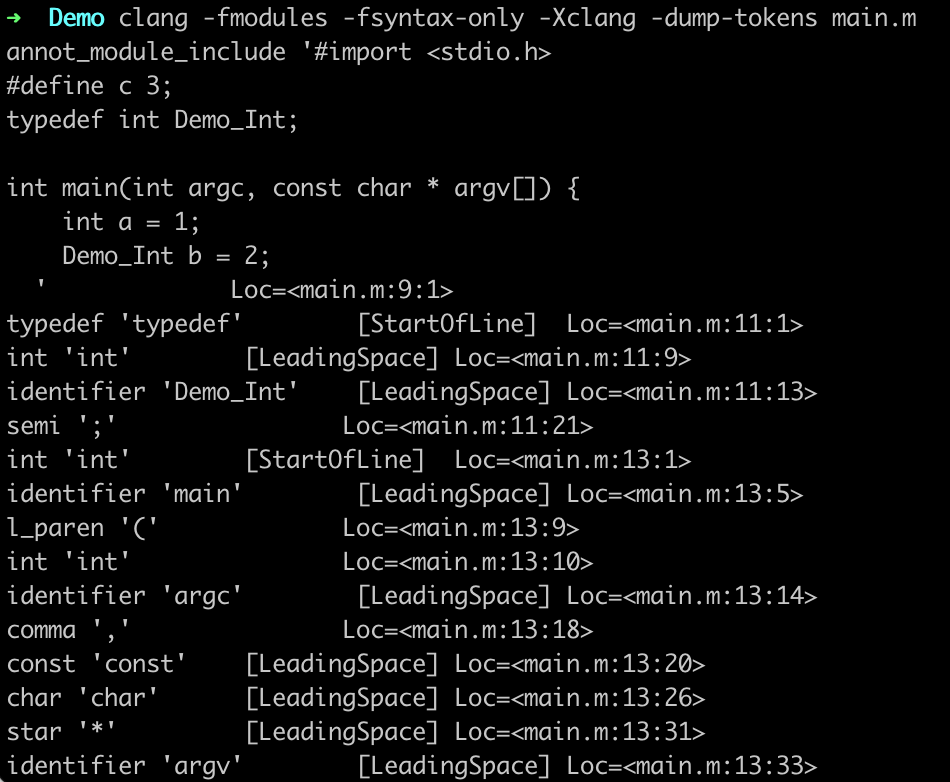 →  Demo clang -fmodules -fsyntax-only -Xclang -dump-tokens main.m
annot_module_include '#import <stdio.h>
#define c 3;
typedef int Demo_Int;

int main(int argc, const char * argv[]) {
    int a = 1;
    Demo_Int b = 2;
  '             Loc=<main.m:9:1>
typedef 'typedef'        [StartOfLine]  Loc=<main.m:11:1>
int 'int'        [LeadingSpace] Loc=<main.m:11:9>
identifier 'Demo_Int'    [LeadingSpace] Loc=<main.m:11:13>
semi ';'                Loc=<main.m:11:21>
int 'int'        [StartOfLine]  Loc=<main.m:13:1>
identifier 'main'        [LeadingSpace] Loc=<main.m:13:5>
l_paren '('             Loc=<main.m:13:9>
int 'int'               Loc=<main.m:13:10>
identifier 'argc'        [LeadingSpace] Loc=<main.m:13:14>
comma ','               Loc=<main.m:13:18>
const 'const'    [LeadingSpace] Loc=<main.m:13:20>
char 'char'      [LeadingSpace] Loc=<main.m:13:26>
star '*'         [LeadingSpace] Loc=<main.m:13:31>
identifier 'argv'        [LeadingSpace] Loc=<main.m:13:33>